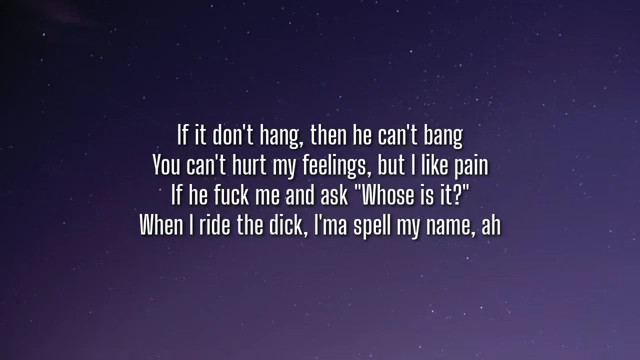 If it don't hang, then he can't bang
You can't hurt my feelings, but I like pain
If he fuck me and ask "Whose is it?"
When I ride the dick, I'ma spell my name, ah